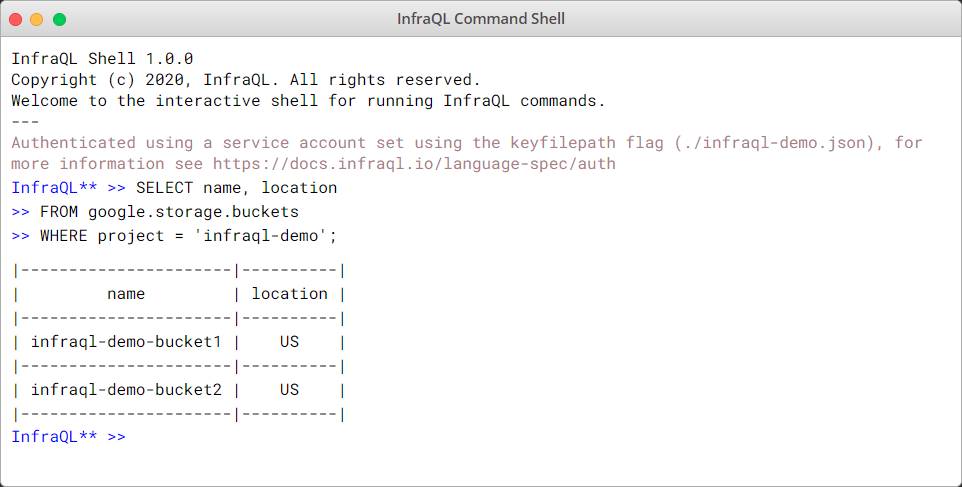 InfraQL Command Shell
InfraQL Shell 1.0.0
Copyright (c) 2020, InfraQL. All rights reserved.
Welcome to the interactive shell for running InfraQL commands.
---
Authenticated using a service account set using the keyfilepath flag (./infraql-demo.json), for
more information see https://docs.infraql.io/language-spec/auth
InfraQL** >> SELECT name, location
>> FROM google.storage.buckets
>> WHERE project = 'infraql-demo';
|----------------------|----------|
|         name         | location |
|----------------------|----------|
| infraql-demo-bucket1 |    US    |
|----------------------|----------|
| infraql-demo-bucket2 |    US    |
|----------------------|----------|
InfraQL** >>